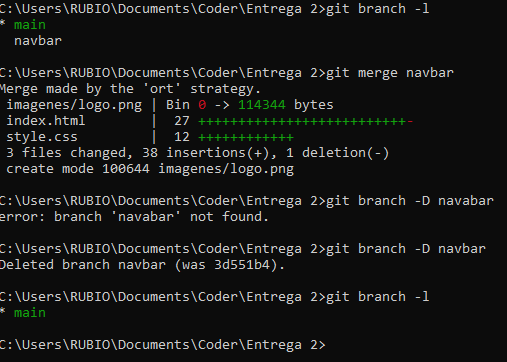 C:\Users\RUBIO\Documents\Coder\Entrega 2>git branch -l
* main
  navbar
C:\Users\RUBIO\Documents\Coder\Entrega 2>git merge navbar
Merge made by the 'ort' strategy.
 imagenes/logo.png | Bin 0 -> 114344 bytes
 index.html        |  27 ++++++++++++++++++++++++++-
 style.css         |  12 ++++++++++++
 3 files changed, 38 insertions(+), 1 deletion(-)
 create mode 100644 imagenes/logo.png
C:\Users\RUBIO\Documents\Coder\Entrega 2>git branch -D navabar
error: branch 'navabar' not found.
C:\Users\RUBIO\Documents\Coder\Entrega 2>git branch -D navbar
Deleted branch navbar (was 3d551b4).
C:\Users\RUBIO\Documents\Coder\Entrega 2>git branch -l
* main
C:\Users\RUBIO\Documents\Coder\Entrega 2>